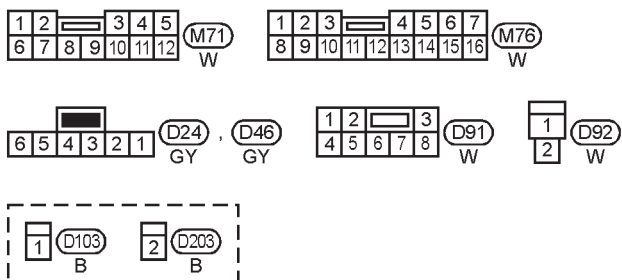 1 2 3 4 5 1 2 3 4 5 6 7
M71 M76
6 7 8 9 10 11 12 8 9 10 11 12 13 14 15 16
W W
1 2 3 1
6 5 4 3 2 1 D24 , D46 D91 D92
4 5 6 7 8 2
GY GY W W
1 D103 2 D203
B B